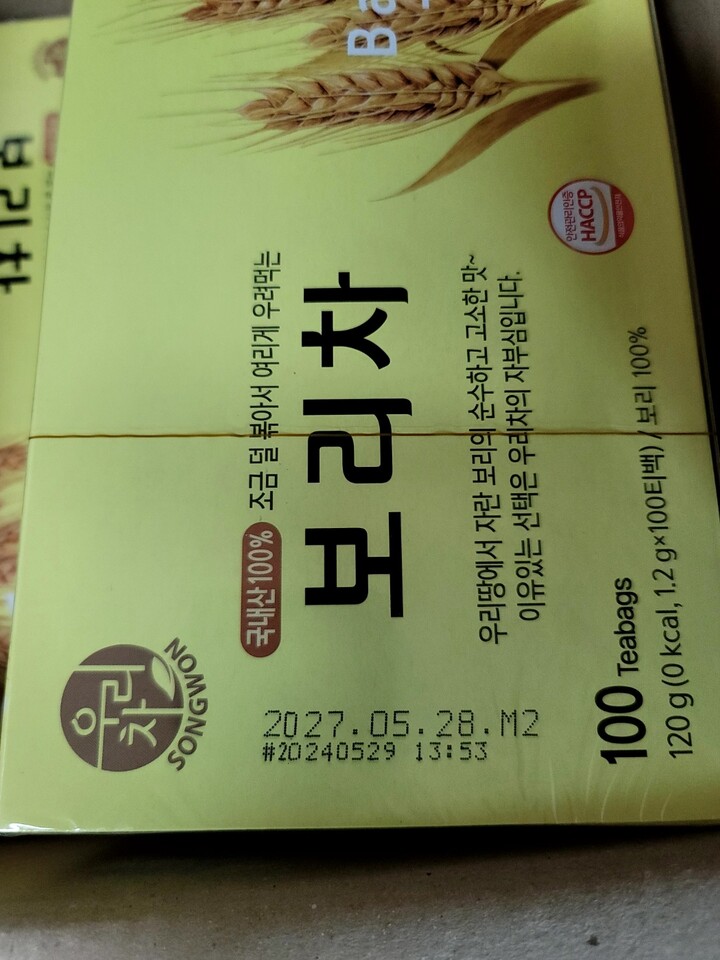 우리
차
SONGWON
국내산100% 조금 덜 볶아서 여리게 우려먹는
보리차
우리땅에서 자란 보리의 순수하고 고소한 맛~
이유있는 선택은 우리차의 자부심입니다.
100 Teabags
120 g (0 kcal, 1.2 g×100티백) / 보리 100%
안전관리인증
HACCP
2027.05.28.M2
#20240529 13:53